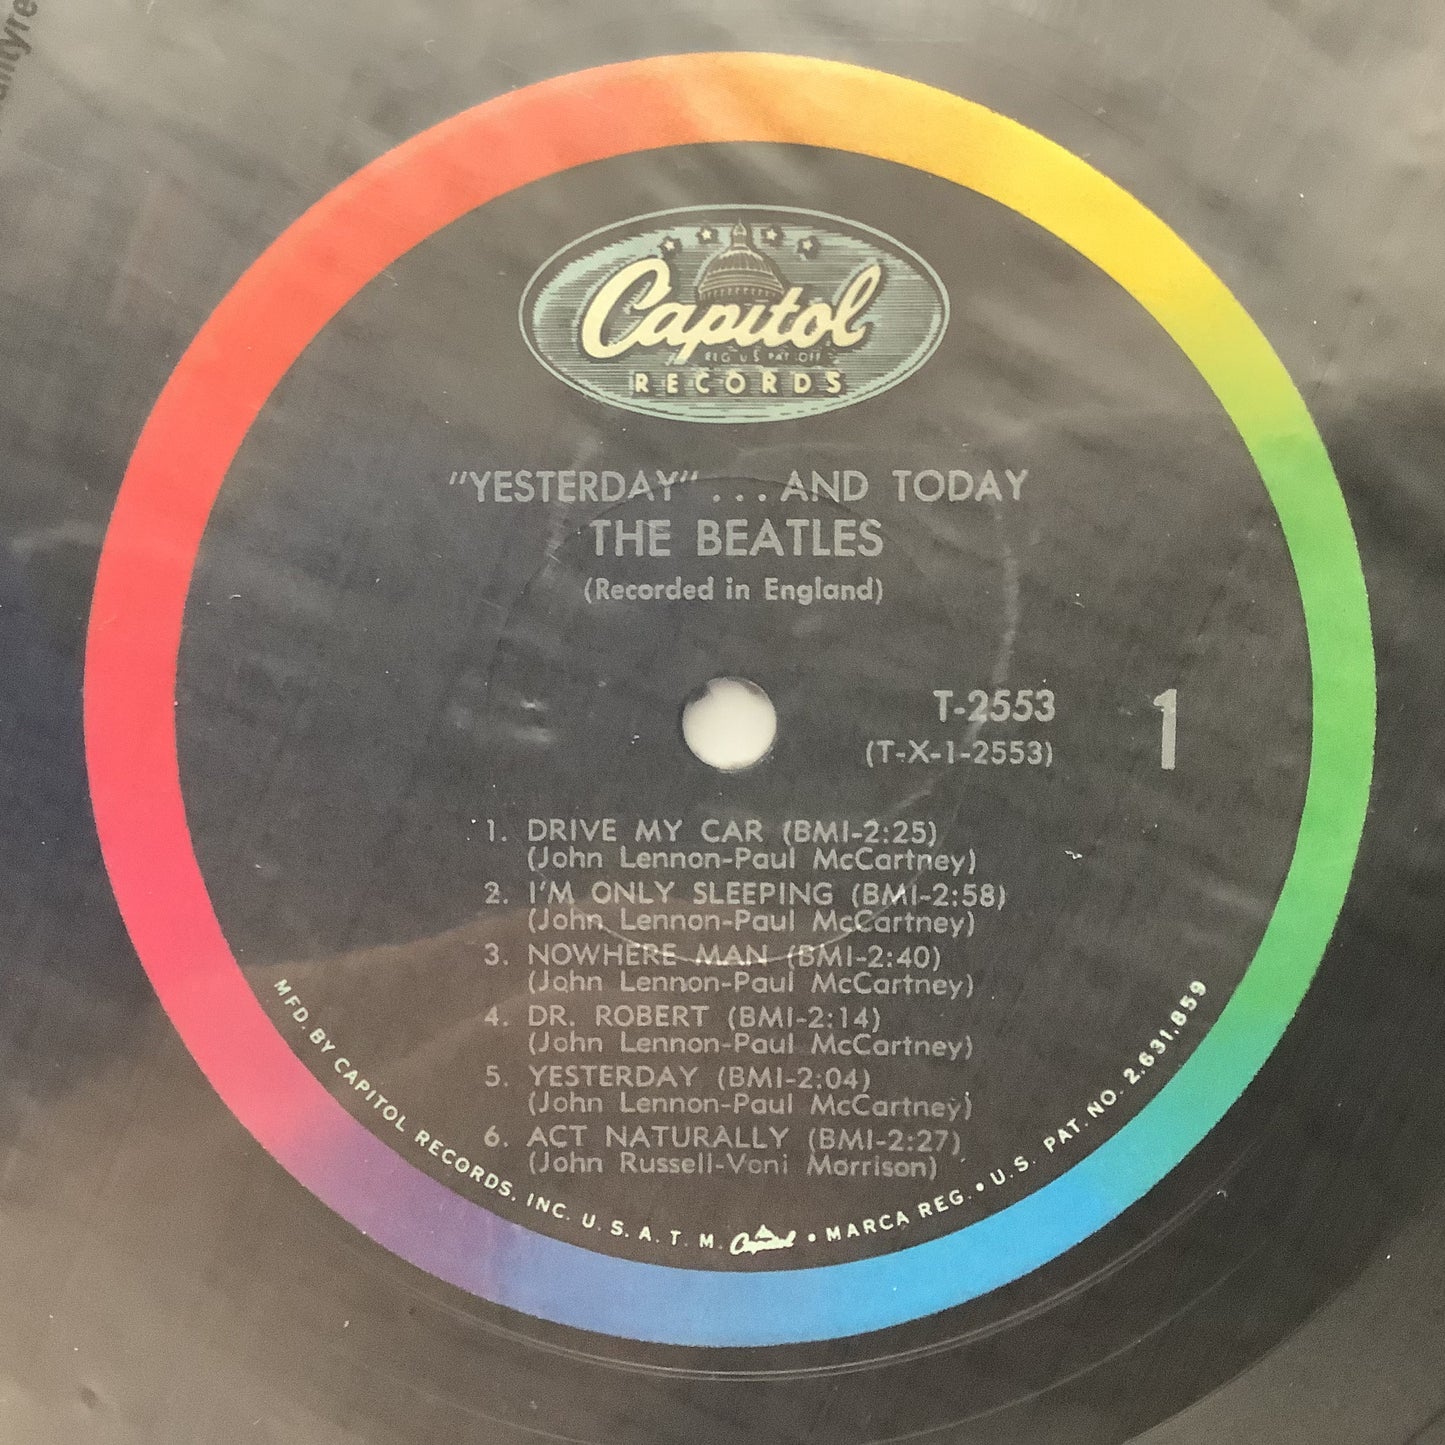 Capitol
REG. U.S. PAT. OFF.
RECORDS
"YESTERDAY" ... AND TODAY
THE BEATLES
(Recorded in England)
T-2553
(T-X-1-2553)
1
1. DRIVE MY CAR (BMI-2:25)
(John Lennon-Paul McCartney)
2. I'M ONLY SLEEPING (BMI-2:58)
(John Lennon-Paul McCartney)
3. NOWHERE MAN (BMI-2:40)
(John Lennon-Paul McCartney)
4. DR. ROBERT (BMI-2:14)
(John Lennon-Paul McCartney)
5. YESTERDAY (BMI-2:04)
(John Lennon-Paul McCartney)
6. ACT NATURALLY (BMI-2:27)
(John Russell-Voni Morrison)
MFD. BY CAPITOL RECORDS, INC. U. S. A. T. M. Capitol • MARCA REG. • U.S. PAT. NO. 2,631,859